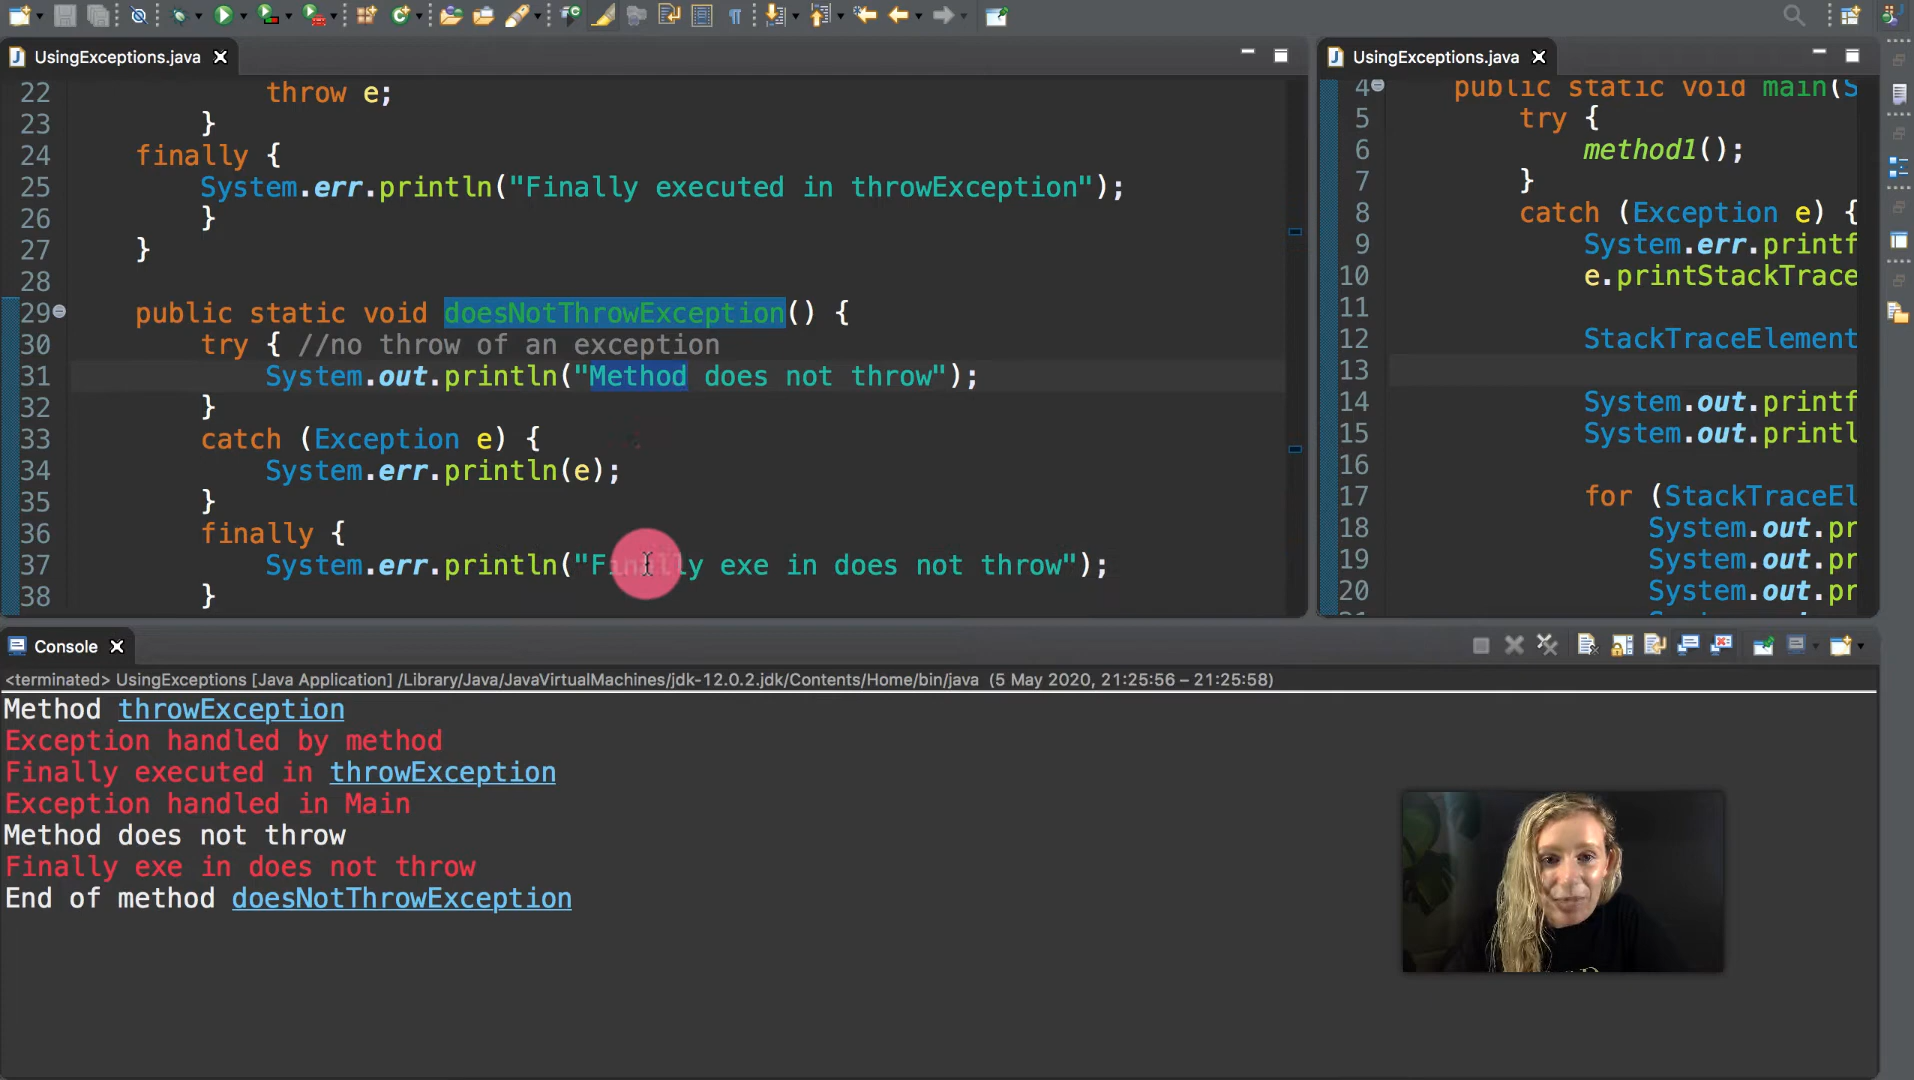 UsingExceptions.java
22 throw e;
23 }
24 finally {
25 System.err.println("Finally executed in throwException");
26 }
27 }
28
29 public static void doesNotThrowException() {
30 try { //no throw of an exception
31 System.out.println("Method does not throw");
32 }
33 catch (Exception e) {
34 System.err.println(e);
35 }
36 finally {
37 System.err.println("Finally exe in does not throw");
38 }
UsingExceptions.java
4 public static void main(S
5 try {
6 method1();
7 }
8 catch (Exception e) {
9 System.err.printf
10 e.printStackTrace
11
12 StackTraceElement
13
14 System.out.printf
15 System.out.printl
16
17 for (StackTraceEl
18 System.out.pr
19 System.out.pr
20 System.out.pr
Console
<terminated> UsingExceptions [Java Application] /Library/Java/JavaVirtualMachines/jdk-12.0.2.jdk/Contents/Home/bin/java (5 May 2020, 21:25:56 – 21:25:58)
Method throwException
Exception handled by method
Finally executed in throwException
Exception handled in Main
Method does not throw
Finally exe in does not throw
End of method doesNotThrowException